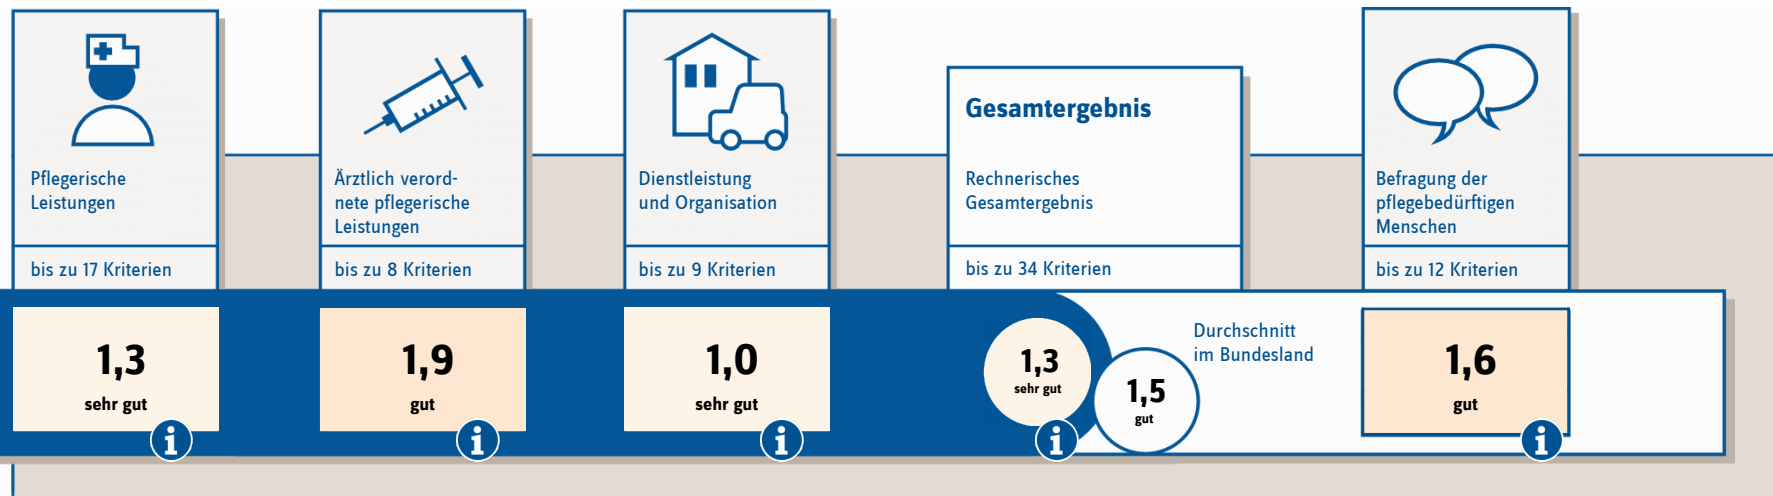 Pflegerische
Leistungen
bis zu 17 Kriterien
1,3
sehr gut
i
Ärztlich verord-
nete pflegerische
Leistungen
bis zu 8 Kriterien
1,9
gut
i
Dienstleistung
und Organisation
bis zu 9 Kriterien
1,0
sehr gut
i
Gesamtergebnis
Rechnerisches
Gesamtergebnis
bis zu 34 Kriterien
1,3
sehr gut
i
1,5
gut
Durchschnitt
im Bundesland
Befragung der
pflegebedürftigen
Menschen
bis zu 12 Kriterien
1,6
gut
i